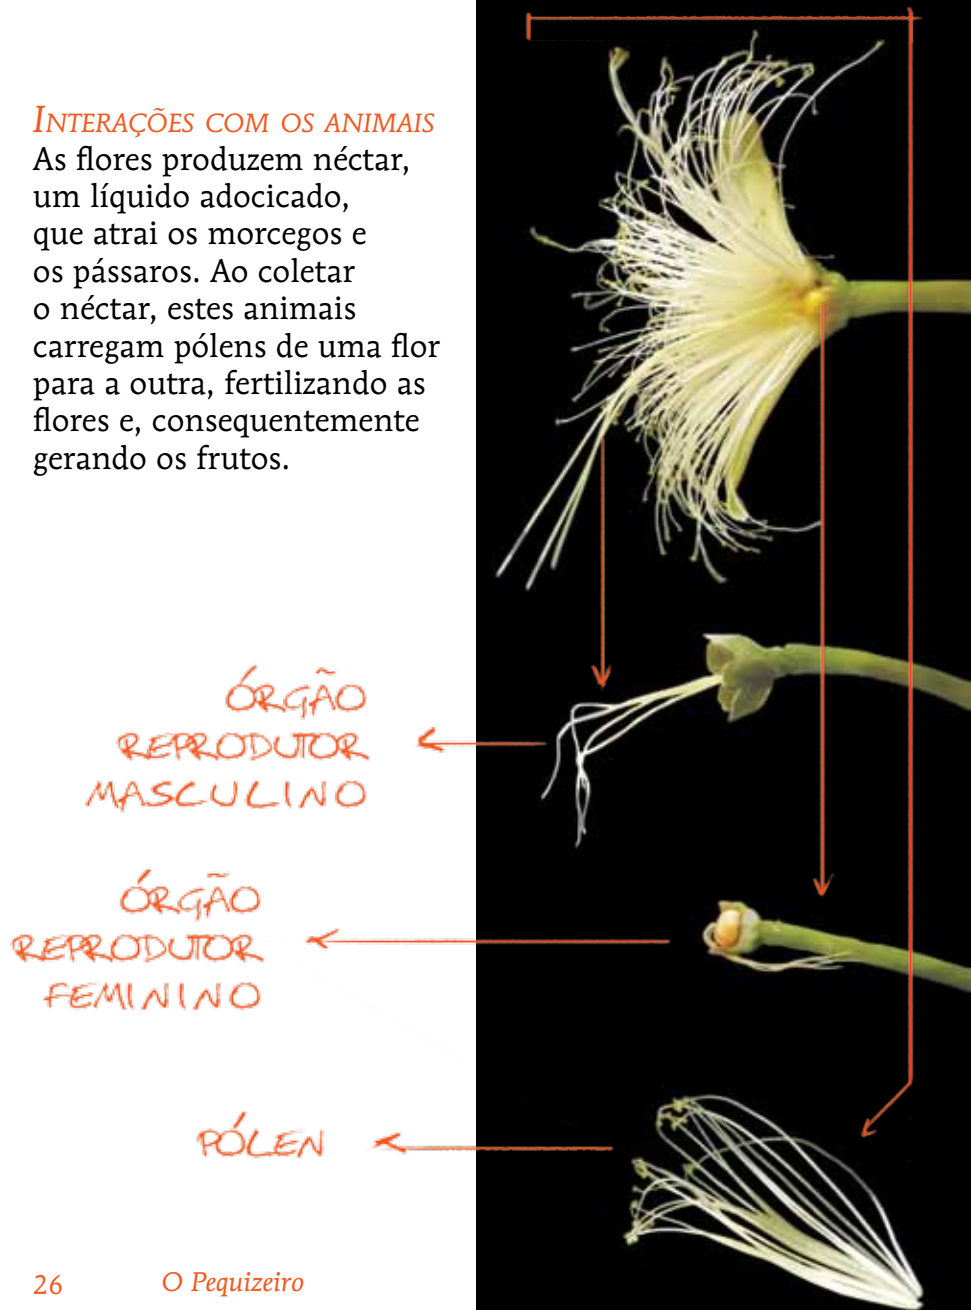 INTERAÇÕES COM OS ANIMAIS
As flores produzem néctar,
um líquido adocicado,
que atrai os morcegos e
os pássaros. Ao coletar
o néctar, estes animais
carregam pólens de uma flor
para a outra, fertilizando as
flores e, consequentemente
gerando os frutos.
ÓRGÃO
REPRODUTOR
MASCULINO
ÓRGÃO
REPRODUTOR
FEMININO
PÓLEN
26 O Pequizeiro